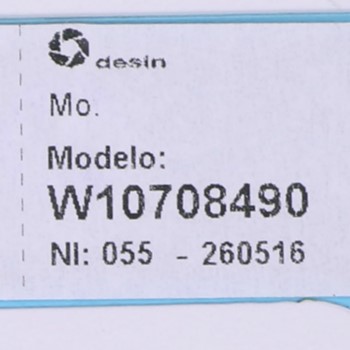 desin
Mo.
Modelo:
W10708490
NI: 055 - 260516